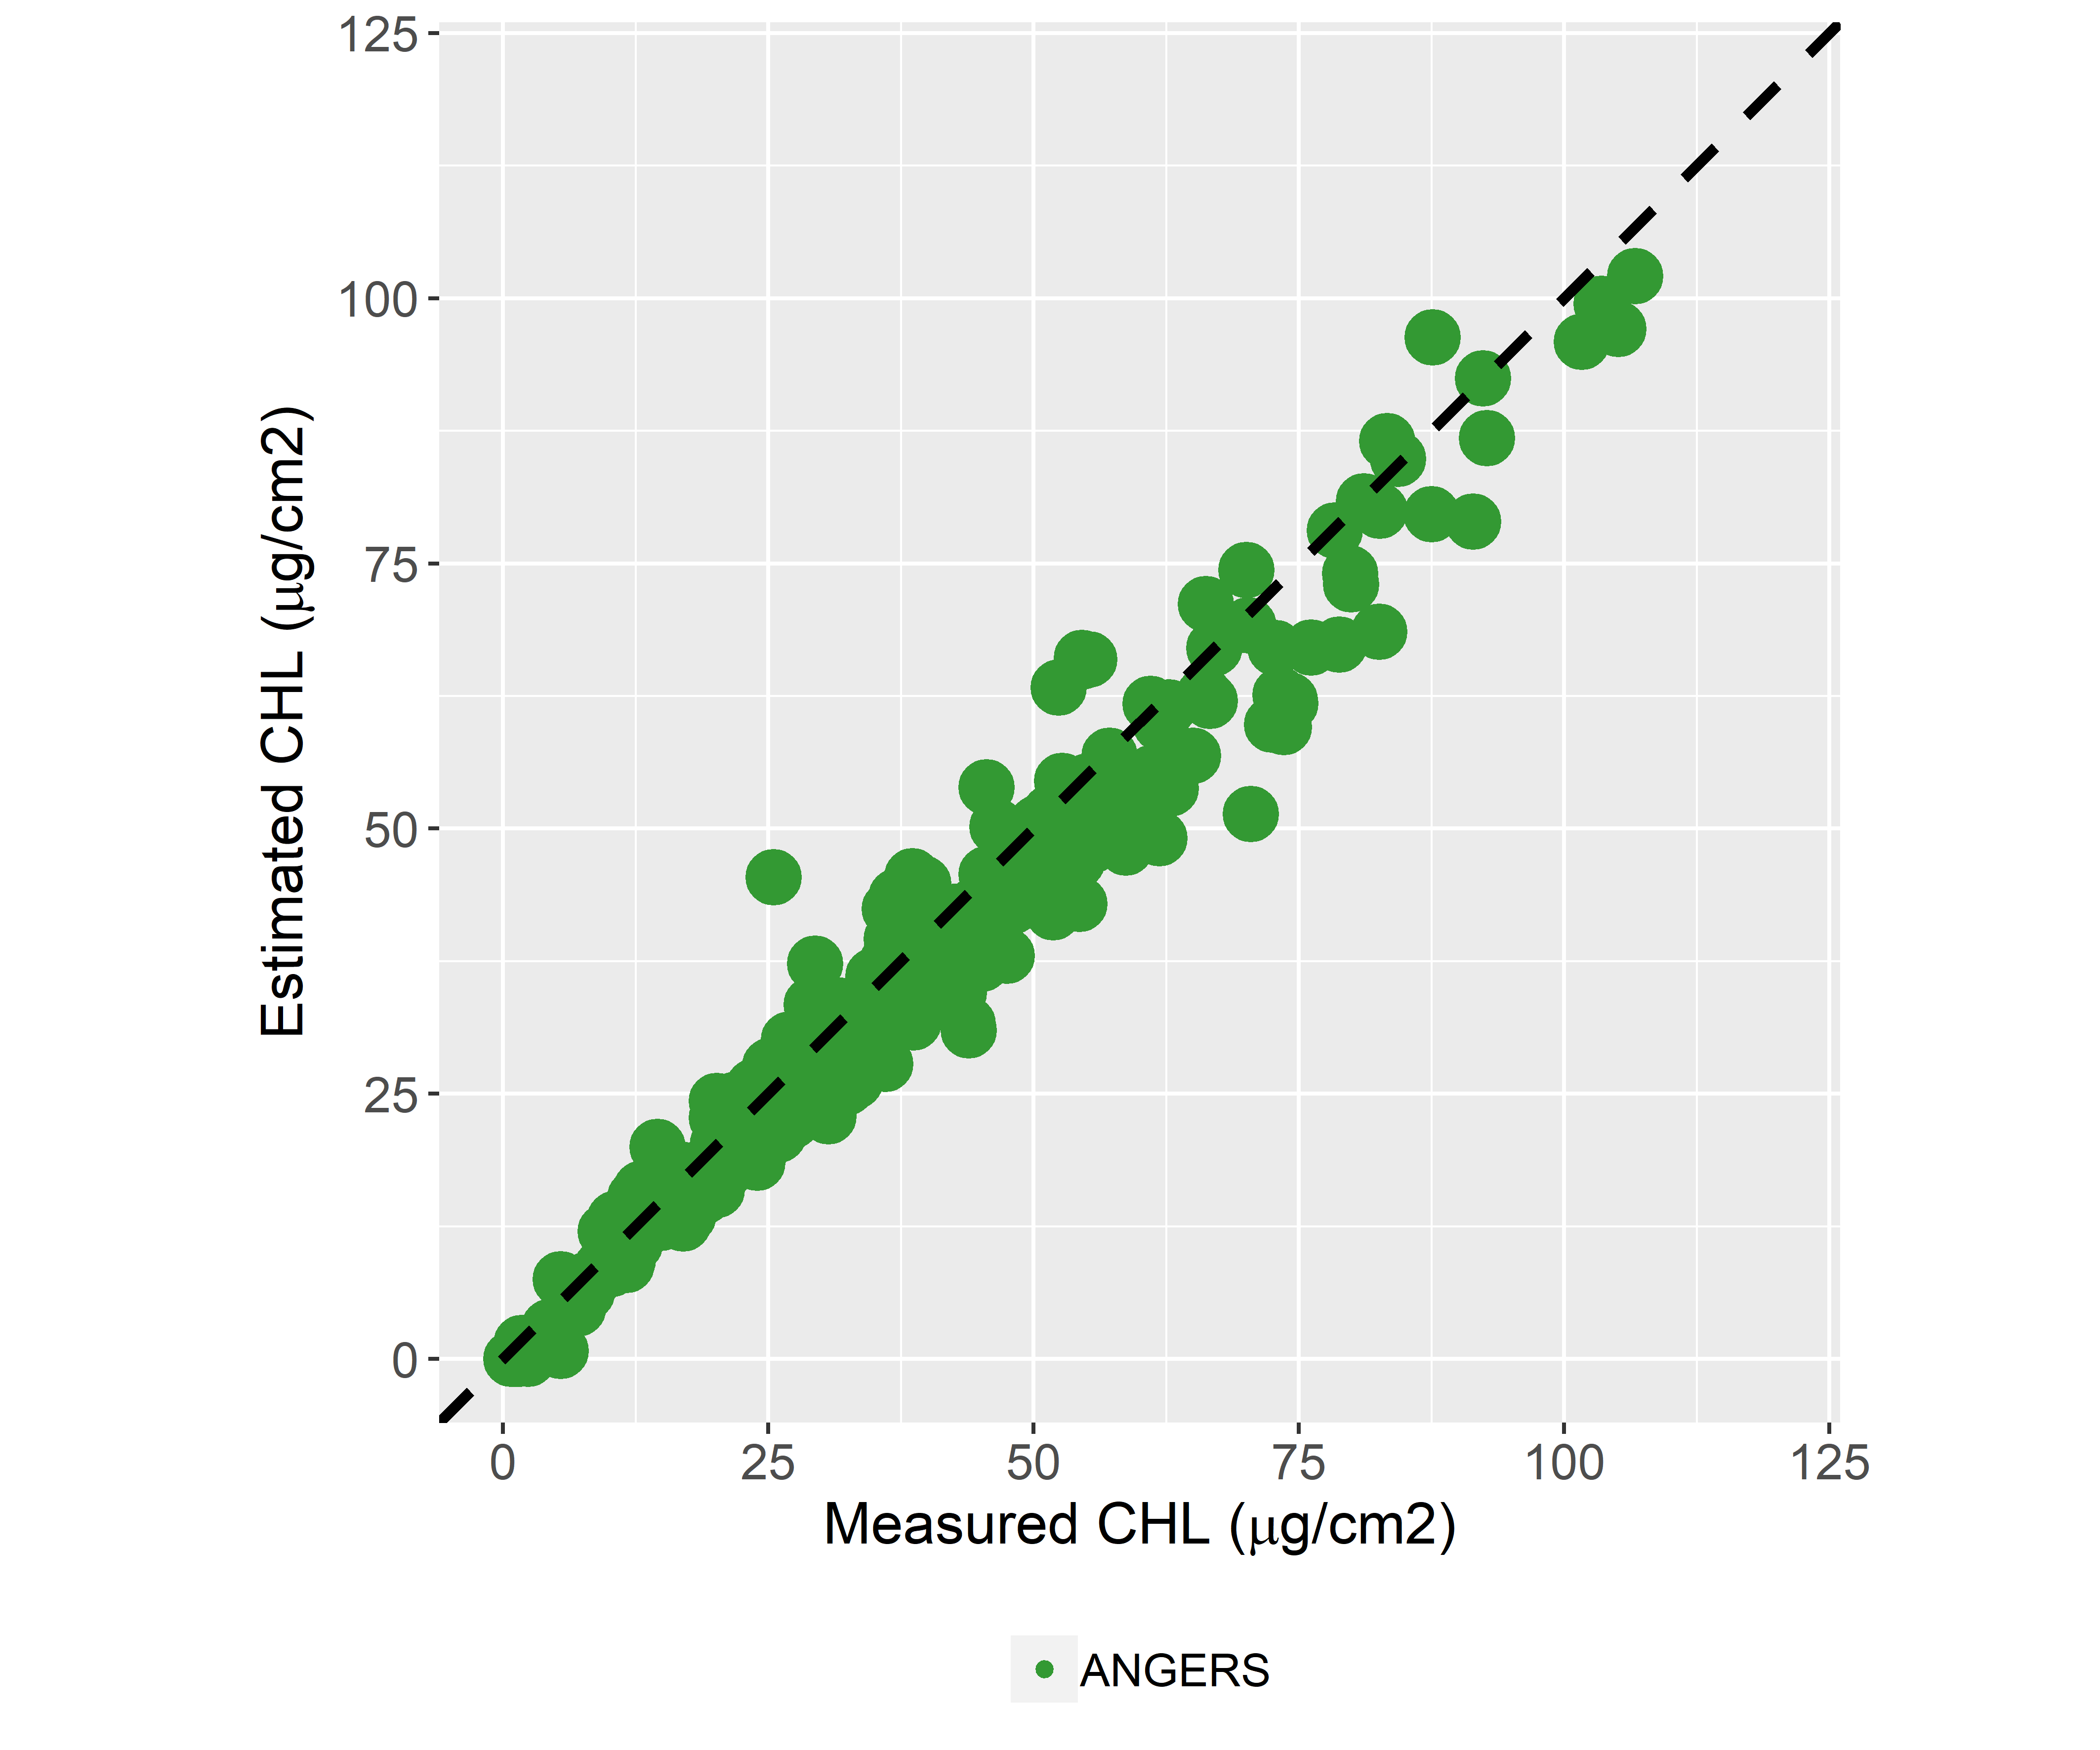 125
100
75
50
25
0
Estimated CHL (μg/cm2)
0 25 50 75 100 125
Measured CHL (μg/cm2)
ANGERS